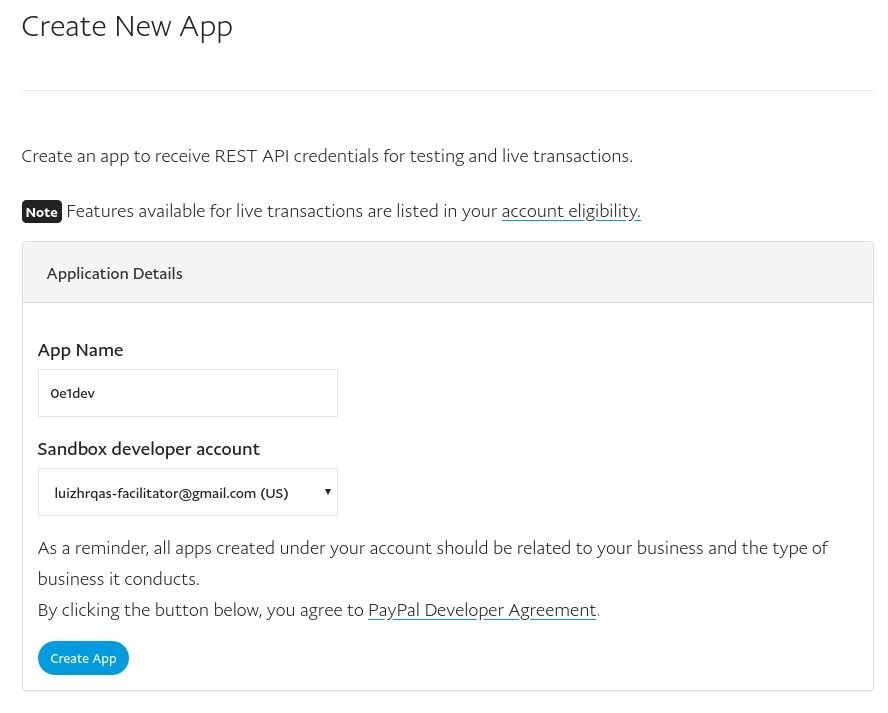 Create New App
Create an app to receive REST API credentials for testing and live transactions.
Note Features available for live transactions are listed in your account eligibility.
Application Details
App Name
0e1dev
Sandbox developer account
luizhrqas-facilitator@gmail.com (US)
As a reminder, all apps created under your account should be related to your business and the type of
business it conducts.
By clicking the button below, you agree to PayPal Developer Agreement.
Create App